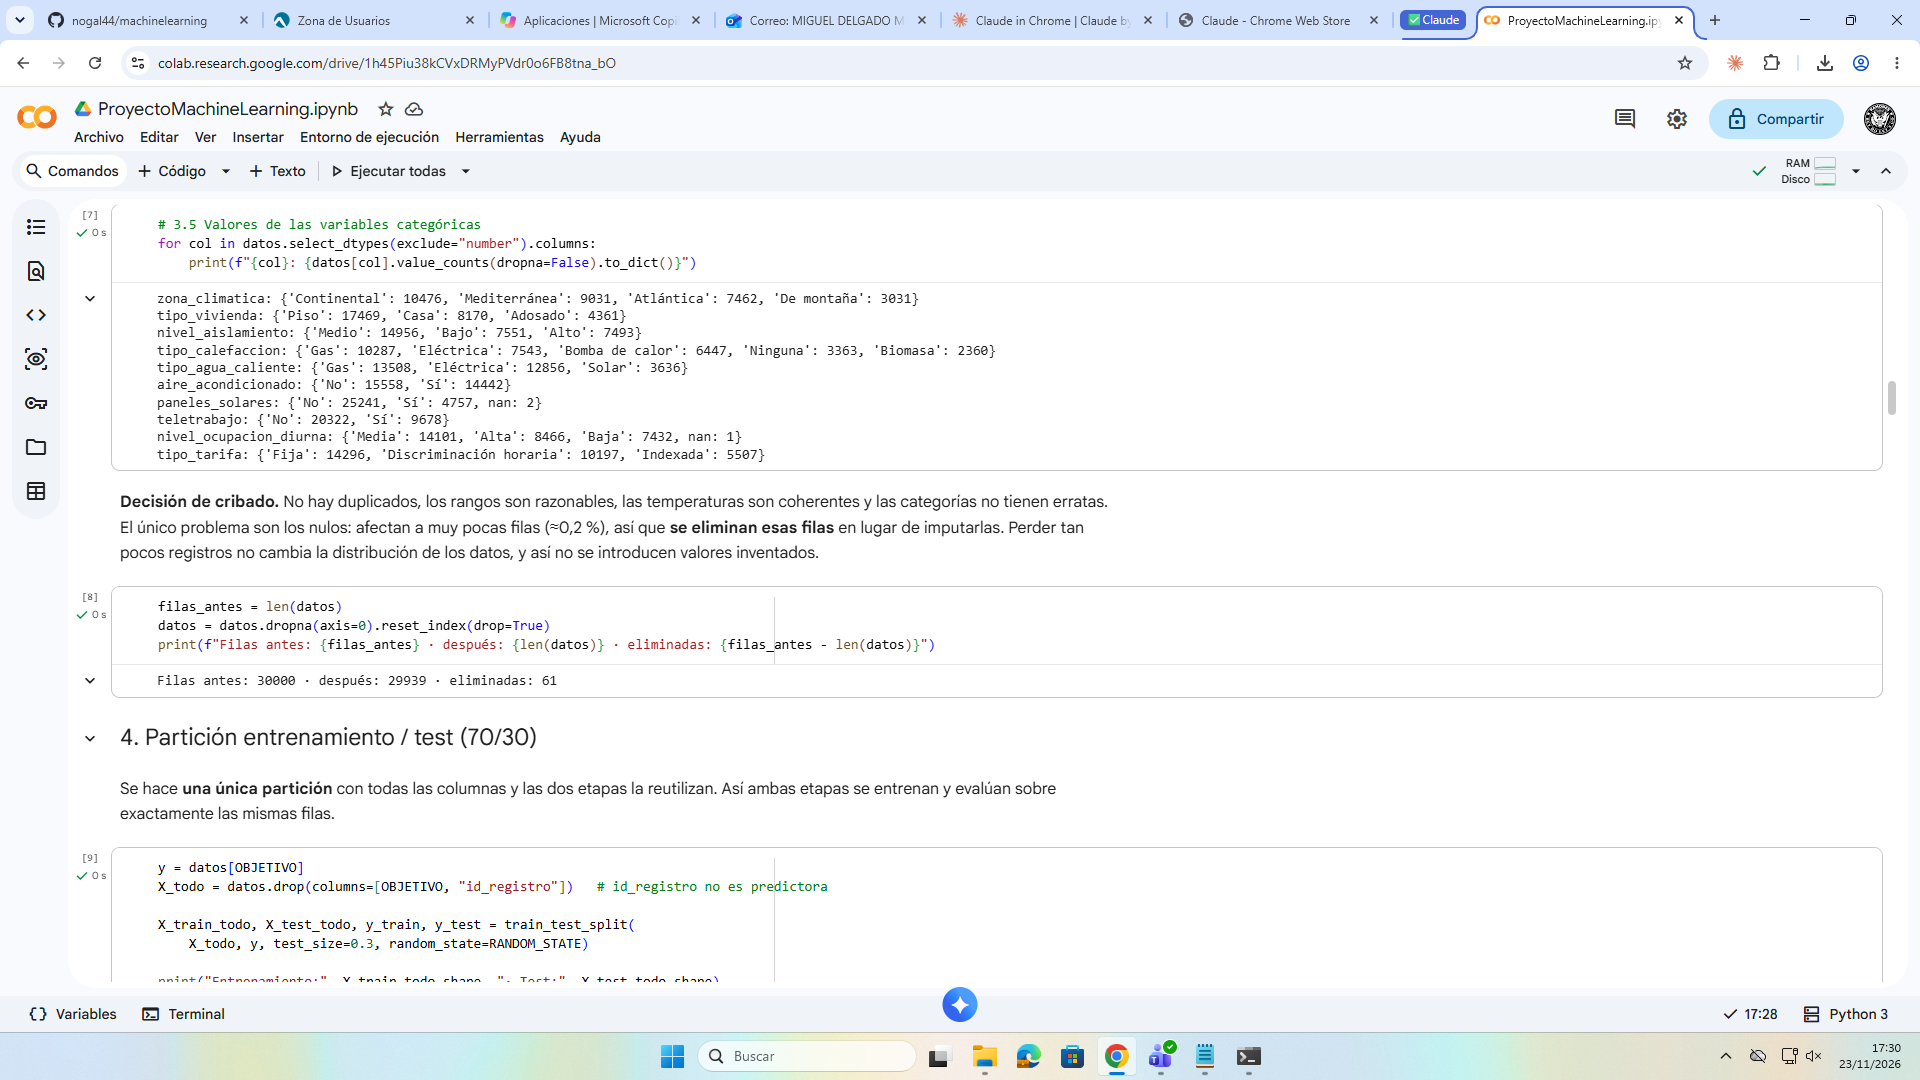 nogal44/machinelearning
Zona de Usuarios
Aplicaciones | Microsoft Copi
Correo: MIGUEL DELGADO M
Claude in Chrome | Claude by
Claude - Chrome Web Store
Claude
ProyectoMachineLearning.ipy
colab.research.google.com/drive/1h45Piu38kCVxDRMyPVdr0o6FB8tna_bO
ProyectoMachineLearning.ipynb
Archivo Editar Ver Insertar Entorno de ejecución Herramientas Ayuda
Compartir
Comandos + Código + Texto Ejecutar todas
RAM
Disco
[7]
0 s
# 3.5 Valores de las variables categóricas
for col in datos.select_dtypes(exclude="number").columns:
    print(f"{col}: {datos[col].value_counts(dropna=False).to_dict()}")
zona_climatica: {'Continental': 10476, 'Mediterránea': 9031, 'Atlántica': 7462, 'De montaña': 3031}
tipo_vivienda: {'Piso': 17469, 'Casa': 8170, 'Adosado': 4361}
nivel_aislamiento: {'Medio': 14956, 'Bajo': 7551, 'Alto': 7493}
tipo_calefaccion: {'Gas': 10287, 'Eléctrica': 7543, 'Bomba de calor': 6447, 'Ninguna': 3363, 'Biomasa': 2360}
tipo_agua_caliente: {'Gas': 13508, 'Eléctrica': 12856, 'Solar': 3636}
aire_acondicionado: {'No': 15558, 'Sí': 14442}
paneles_solares: {'No': 25241, 'Sí': 4757, nan: 2}
teletrabajo: {'No': 20322, 'Sí': 9678}
nivel_ocupacion_diurna: {'Media': 14101, 'Alta': 8466, 'Baja': 7432, nan: 1}
tipo_tarifa: {'Fija': 14296, 'Discriminación horaria': 10197, 'Indexada': 5507}
Decisión de cribado. No hay duplicados, los rangos son razonables, las temperaturas son coherentes y las categorías no tienen erratas.
El único problema son los nulos: afectan a muy pocas filas (≈0,2 %), así que se eliminan esas filas en lugar de imputarlas. Perder tan
pocos registros no cambia la distribución de los datos, y así no se introducen valores inventados.
[8]
0 s
filas_antes = len(datos)
datos = datos.dropna(axis=0).reset_index(drop=True)
print(f"Filas antes: {filas_antes} · después: {len(datos)} · eliminadas: {filas_antes - len(datos)}")
Filas antes: 30000 · después: 29939 · eliminadas: 61
4. Partición entrenamiento / test (70/30)
Se hace una única partición con todas las columnas y las dos etapas la reutilizan. Así ambas etapas se entrenan y evalúan sobre
exactamente las mismas filas.
[9]
0 s
y = datos[OBJETIVO]
X_todo = datos.drop(columns=[OBJETIVO, "id_registro"])   # id_registro no es predictora
X_train_todo, X_test_todo, y_train, y_test = train_test_split(
    X_todo, y, test_size=0.3, random_state=RANDOM_STATE)
print("Entrenamiento:", X_train_todo.shape, "· Test:", X_test_todo.shape)
Variables Terminal
17:28 Python 3
Buscar
17:30
23/11/2026